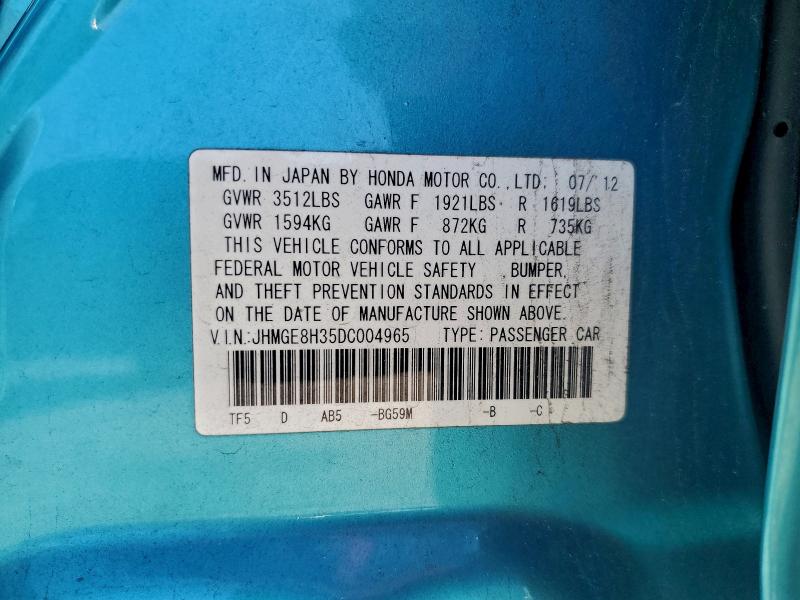 MFD. IN JAPAN BY HONDA MOTOR CO., LTD. 07/12
GVWR 3512LBS GAWR F 1921LBS R 1619LBS
GVWR 1594KG GAWR F 872KG R 735KG
THIS VEHICLE CONFORMS TO ALL APPLICABLE
FEDERAL MOTOR VEHICLE SAFETY , BUMPER,
AND THEFT PREVENTION STANDARDS IN EFFECT
ON THE DATE OF MANUFACTURE SHOWN ABOVE.
V.I.N.:JHMGE8H35DC004965 TYPE: PASSENGER CAR
TF5 D AB5 -BG59M -B -C